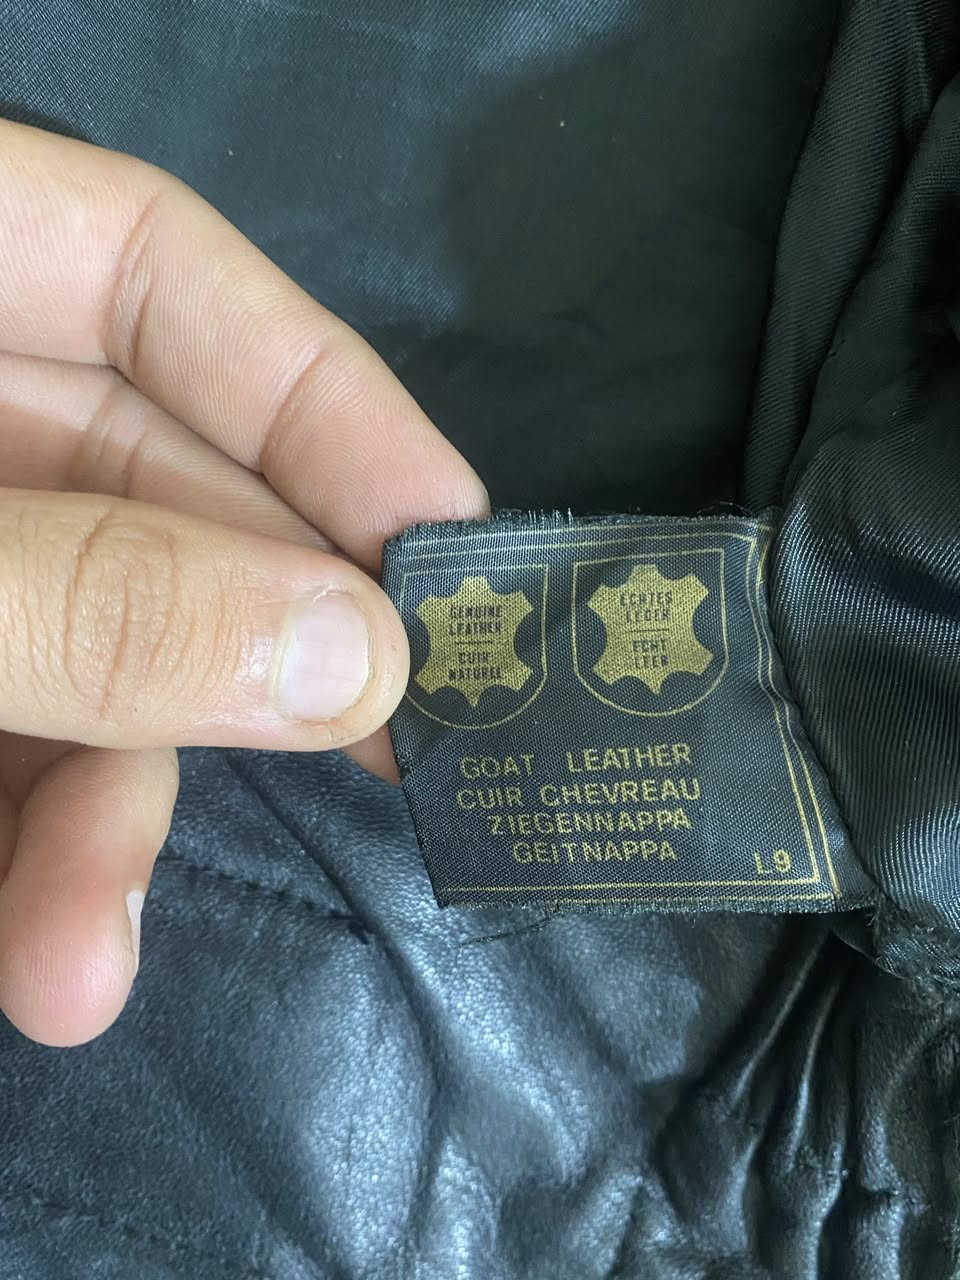 GENUINE
LEATHER
CUIR
NATUREL
ECHTES
LEDER
ECHT
LEER
GOAT LEATHER
CUIR CHEVREAU
ZIEGENNAPPA
GEITNAPPA
L9